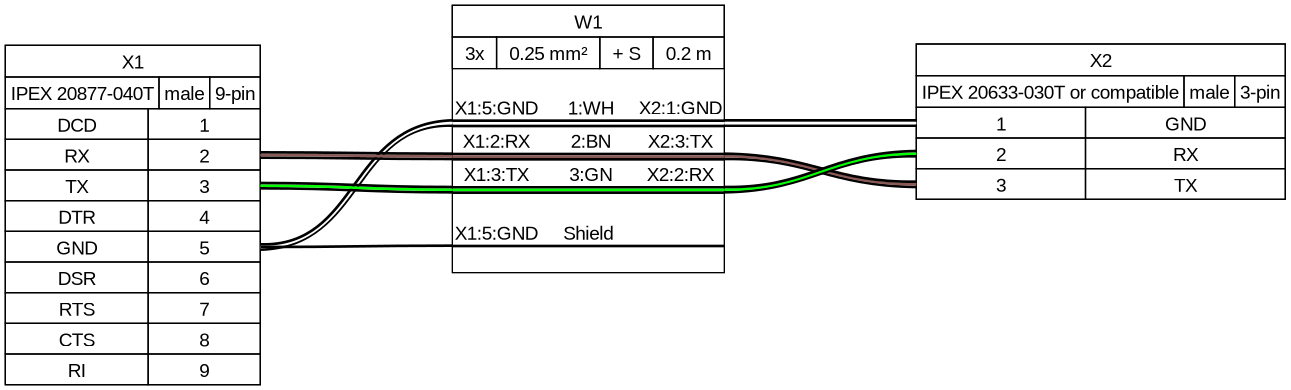 X1
IPEX 20877-040T male 9-pin
DCD 1
RX 2
TX 3
DTR 4
GND 5
DSR 6
RTS 7
CTS 8
RI 9
W1
3x 0.25 mm² + S 0.2 m
X1:5:GND 1:WH X2:1:GND
X1:2:RX 2:BN X2:3:TX
X1:3:TX 3:GN X2:2:RX
X1:5:GND Shield
X2
IPEX 20633-030T or compatible male 3-pin
1 GND
2 RX
3 TX